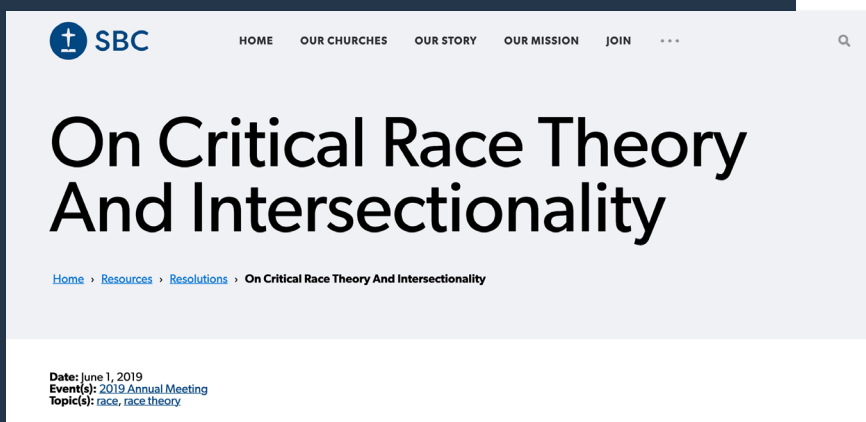 SBC HOME OUR CHURCHES OUR STORY OUR MISSION JOIN
On Critical Race Theory
And Intersectionality
Home › Resources › Resolutions › On Critical Race Theory And Intersectionality
Date: June 1, 2019
Event(s): 2019 Annual Meeting
Topic(s): race, race theory